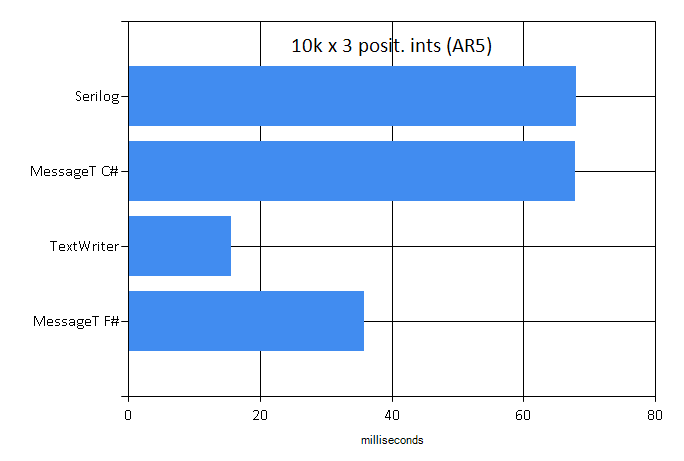 10k x 3 posit. ints (AR5)
Serilog
MessageT C#
TextWriter
MessageT F#
0 20 40 60 80
milliseconds